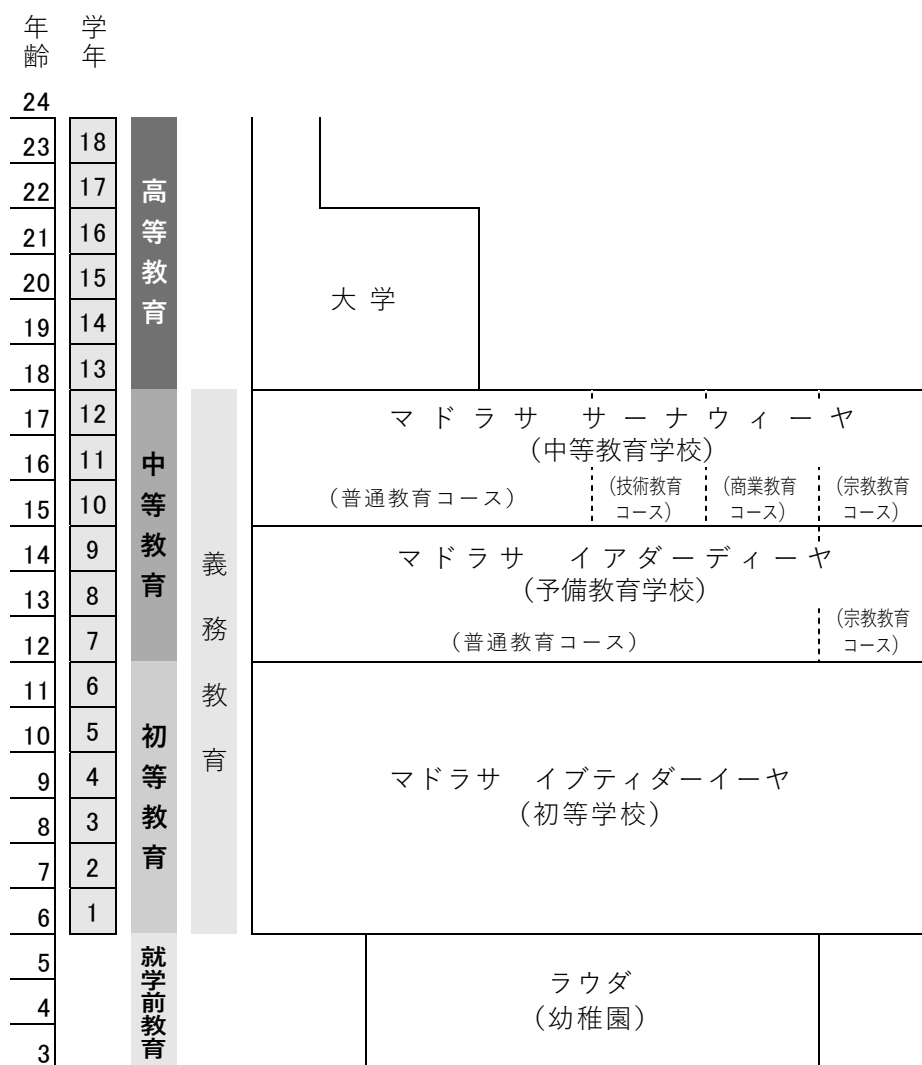 年齢
学年
24
23 18
22 17
21 16
20 15
19 14
18 13
17 12
16 11
15 10
14 9
13 8
12 7
11 6
10 5
9 4
8 3
7 2
6 1
5
4
3
高等教育
中等教育
初等教育
就学前教育
義務教育
大学
マドラサ サーナウィーヤ
(中等教育学校)
(普通教育コース)
(技術教育
コース)
(商業教育
コース)
(宗教教育
コース)
マドラサ イアダーディーヤ
(予備教育学校)
(普通教育コース)
(宗教教育
コース)
マドラサ イブティダーイーヤ
(初等学校)
ラウダ
(幼稚園)